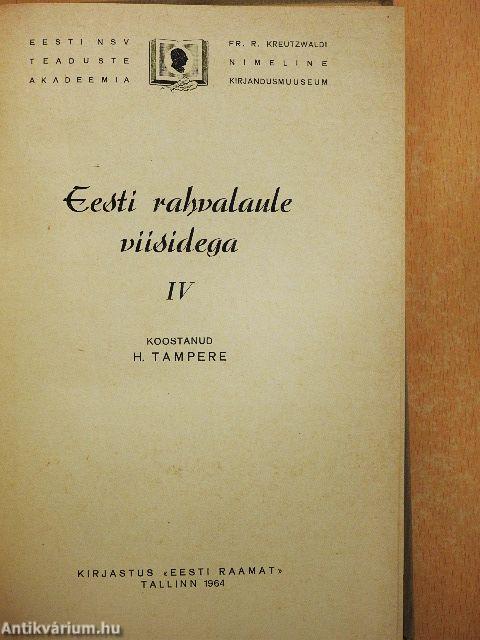 EESTI NSV
TEADUSTE
AKADEEMIA
FR. R. KREUTZWALDI
NIMELINE
KIRJANDUSMUUSEUM
Eesti rahvalaule
viisidega
IV
KOOSTANUD
H. TAMPERE
KIRJASTUS «EESTI RAAMAT»
TALLINN 1964
Antikvárium.hu